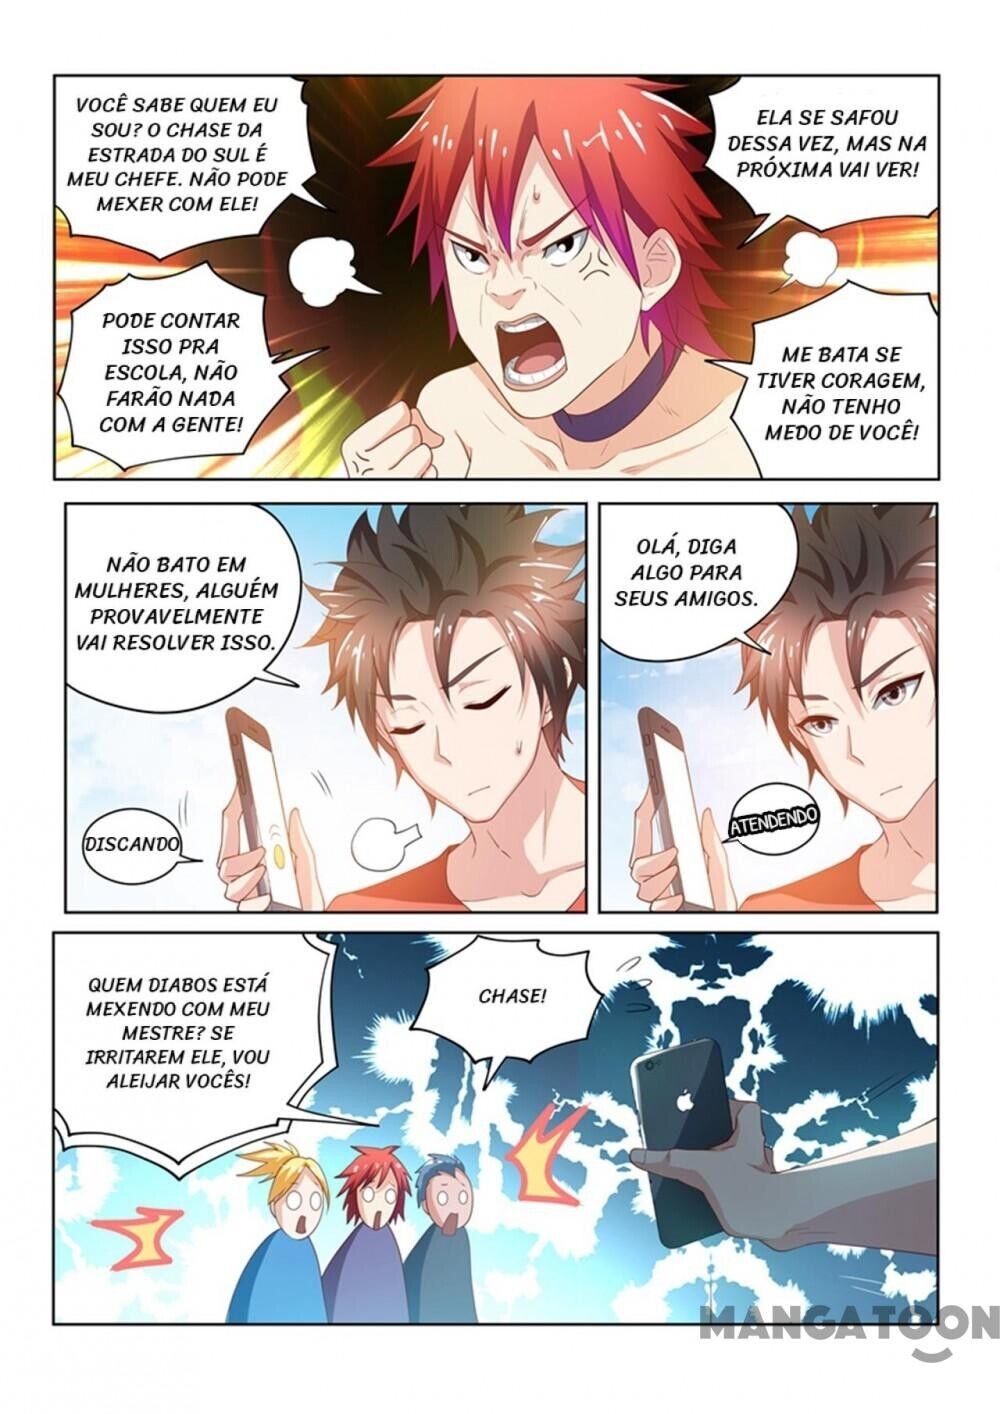 VOCÊ SABE QUEM EU
SOU? O CHASE DA
ESTRADA DO SUL É
MEU CHEFE. NÃO PODE
MEXER COM ELE!
ELA SE SAFOU
DESSA VEZ, MAS NA
PRÓXIMA VAI VER!
PODE CONTAR
ISSO PRA
ESCOLA, NÃO
FARÃO NADA
COM A GENTE!
ME BATA SE
TIVER CORAGEM,
NÃO TENHO
MEDO DE VOCÊ!
NÃO BATO EM
MULHERES, ALGUÉM
PROVAVELMENTE
VAI RESOLVER ISSO.
DISCANDO
OLÁ, DIGA
ALGO PARA
SEUS AMIGOS.
ATENDENDO
QUEM DIABOS ESTÁ
MEXENDO COM MEU
MESTRE? SE
IRRITAREM ELE, VOU
ALEIJAR VOCÊS!
CHASE!
MANGATOON